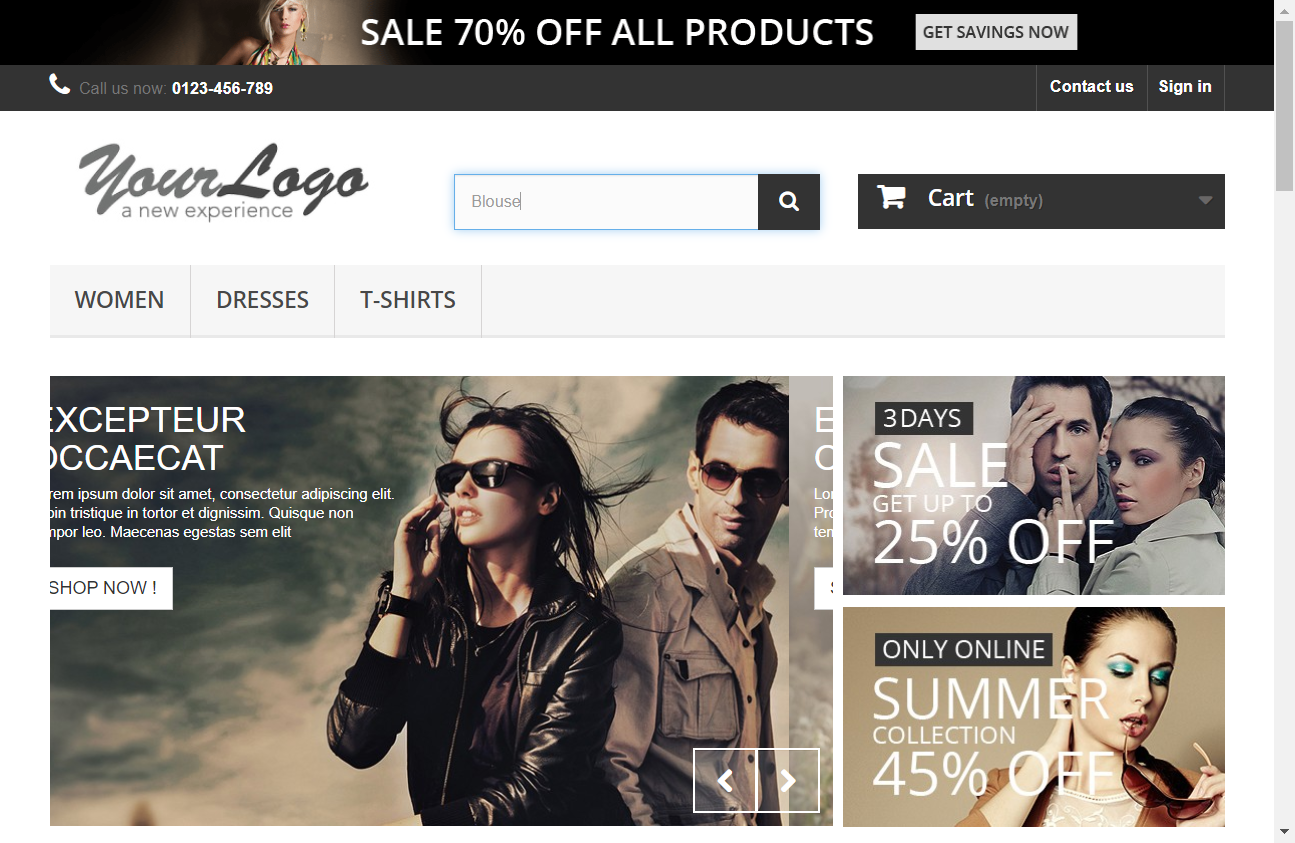 SALE 70% OFF ALL PRODUCTS
GET SAVINGS NOW
Call us now: 0123-456-789
Contact us
Sign in
Your Logo
a new experience
Blouse
Cart (empty)
WOMEN
DRESSES
T-SHIRTS
EXCEPTEUR
OCCAECAT
rem ipsum dolor sit amet, consectetur adipiscing elit.
oin tristique in tortor et dignissim. Quisque non
mpor leo. Maecenas egestas sem elit
SHOP NOW !
E
Lor
Pro
ten
3 DAYS
SALE
GET UP TO
25% OFF
ONLY ONLINE
SUMMER
COLLECTION
45% OFF